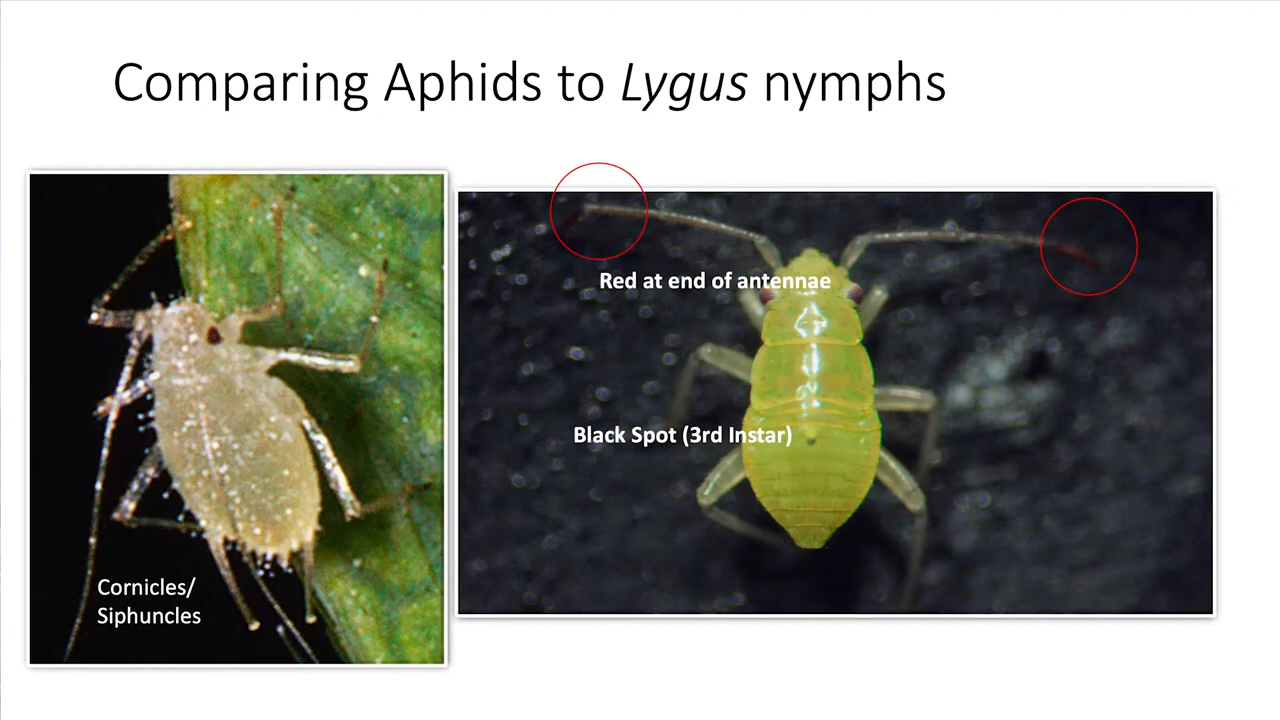 Comparing Aphids to Lygus nymphs
Red at end of antennae
Black Spot (3rd Instar)
Cornicles/
Siphuncles